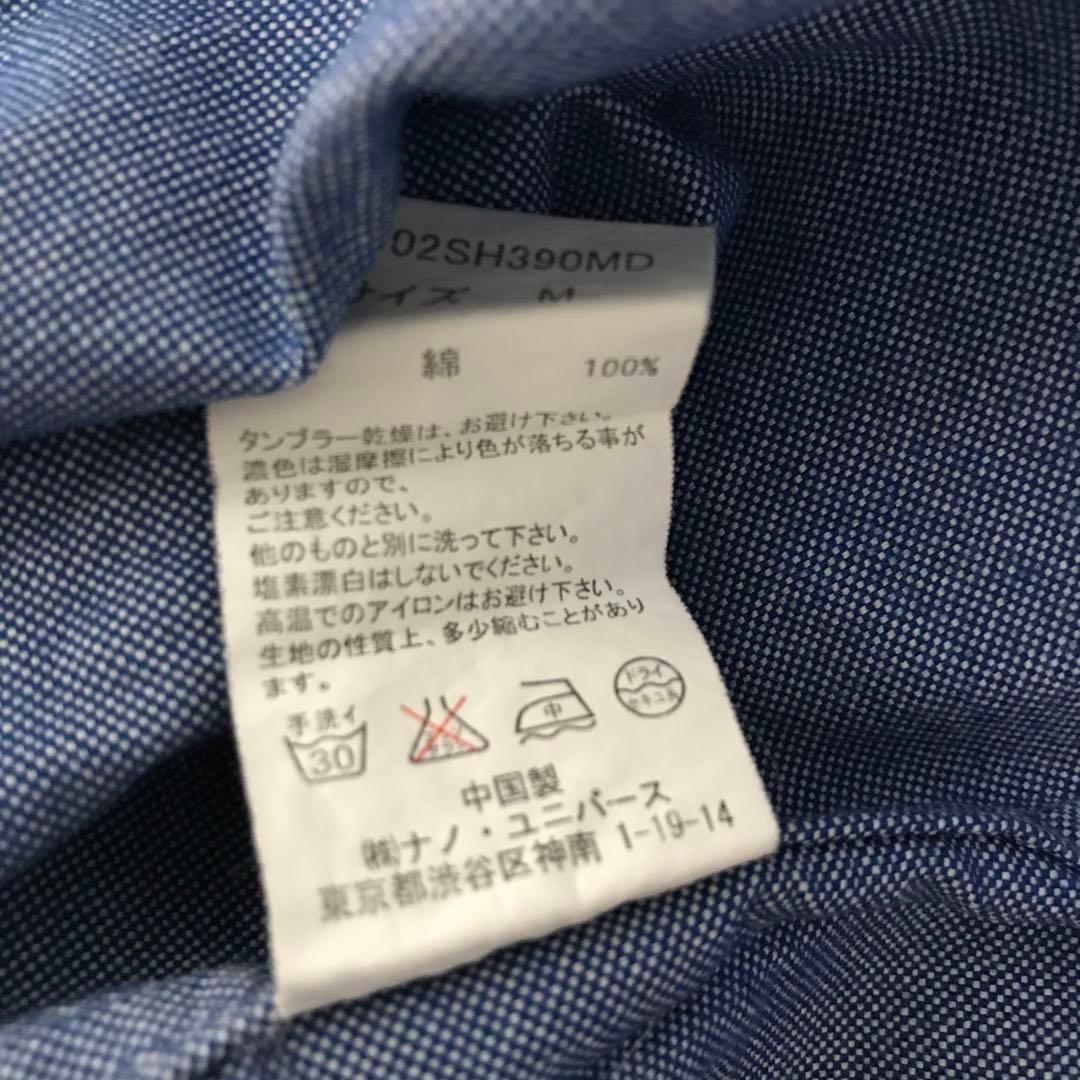 02SH390MD
サイズ M
綿 100%
タンブラー乾燥は、お避け下さい。
濃色は湿摩擦により色が落ちる事が
ありますので、
ご注意ください。
他のものと別に洗って下さい。
塩素漂白はしないでください。
高温でのアイロンはお避け下さい。
生地の性質上、多少縮むことがあり
ます。
手洗イ
30
中
ドライ
セキユ系
中国製
㈱ナノ・ユニバース
東京都渋谷区神南 1-19-14